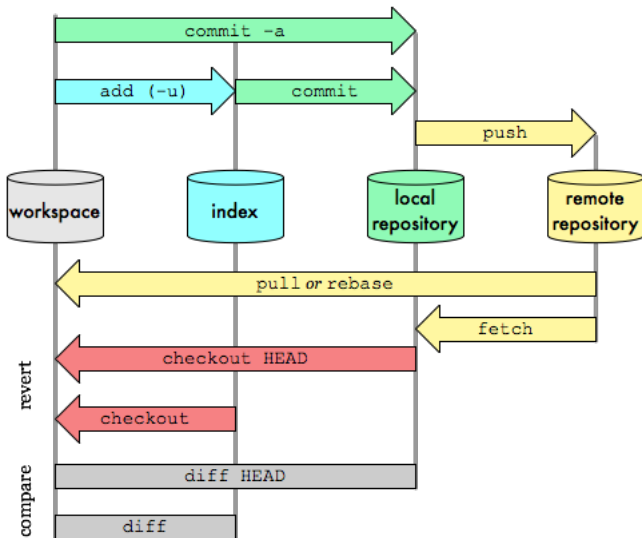 commit -a
add (-u)
commit
push
workspace
index
local
repository
remote
repository
pull or rebase
fetch
revert
checkout HEAD
checkout
compare
diff HEAD
diff